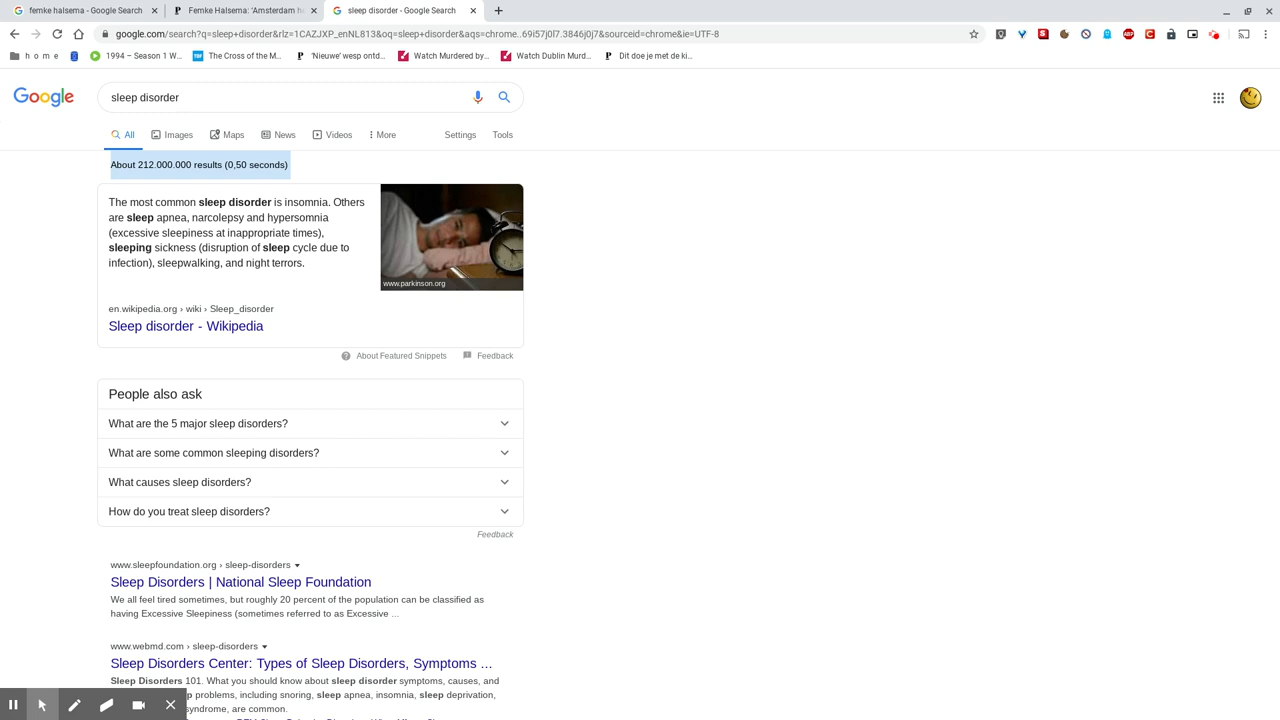 femke halsema - Google Search
Femke Halsema: 'Amsterdam he
sleep disorder - Google Search
google.com/search?q=sleep+disorder&rlz=1CAZJXP_enNL813&oq=sleep+disorder&aqs=chrome..69i57j0l7.3846j0j7&sourceid=chrome&ie=UTF-8
h o m e
1994 – Season 1 W...
The Cross of the M...
'Nieuwe' wesp ontd...
Watch Murdered by...
Watch Dublin Murd...
Dit doe je met de ki...
Google
sleep disorder
All Images Maps News Videos More Settings Tools
About 212.000.000 results (0,50 seconds)
The most common sleep disorder is insomnia. Others
are sleep apnea, narcolepsy and hypersomnia
(excessive sleepiness at inappropriate times),
sleeping sickness (disruption of sleep cycle due to
infection), sleepwalking, and night terrors.
www.parkinson.org
en.wikipedia.org › wiki › Sleep_disorder
Sleep disorder - Wikipedia
About Featured Snippets Feedback
People also ask
What are the 5 major sleep disorders?
What are some common sleeping disorders?
What causes sleep disorders?
How do you treat sleep disorders?
Feedback
www.sleepfoundation.org › sleep-disorders
Sleep Disorders | National Sleep Foundation
We all feel tired sometimes, but roughly 20 percent of the population can be classified as
having Excessive Sleepiness (sometimes referred to as Excessive ...
www.webmd.com › sleep-disorders
Sleep Disorders Center: Types of Sleep Disorders, Symptoms ...
Sleep Disorders 101. What you should know about sleep disorder symptoms, causes, and
problems, including snoring, sleep apnea, insomnia, sleep deprivation,
syndrome, are common.